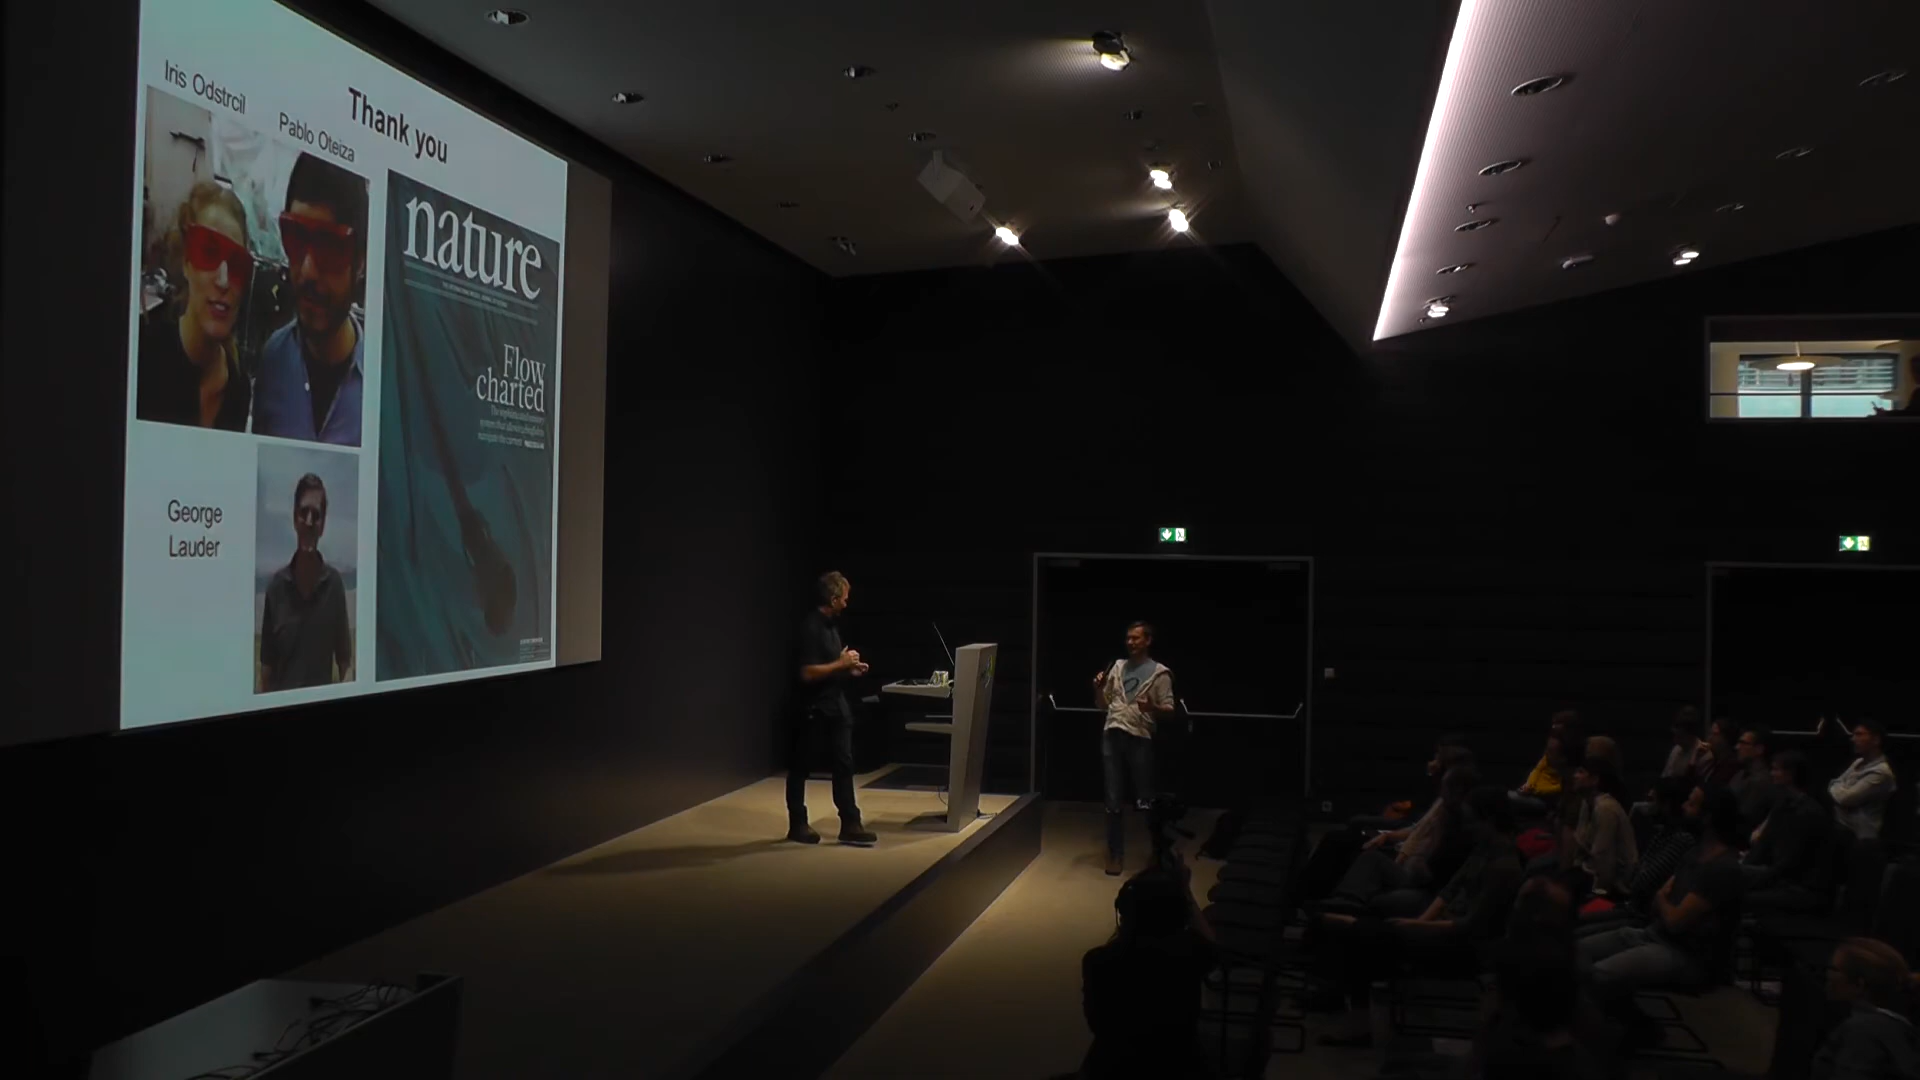 Thank you
Iris Odstrcil
Pablo Oteiza
nature
Flow
charted
George
Lauder